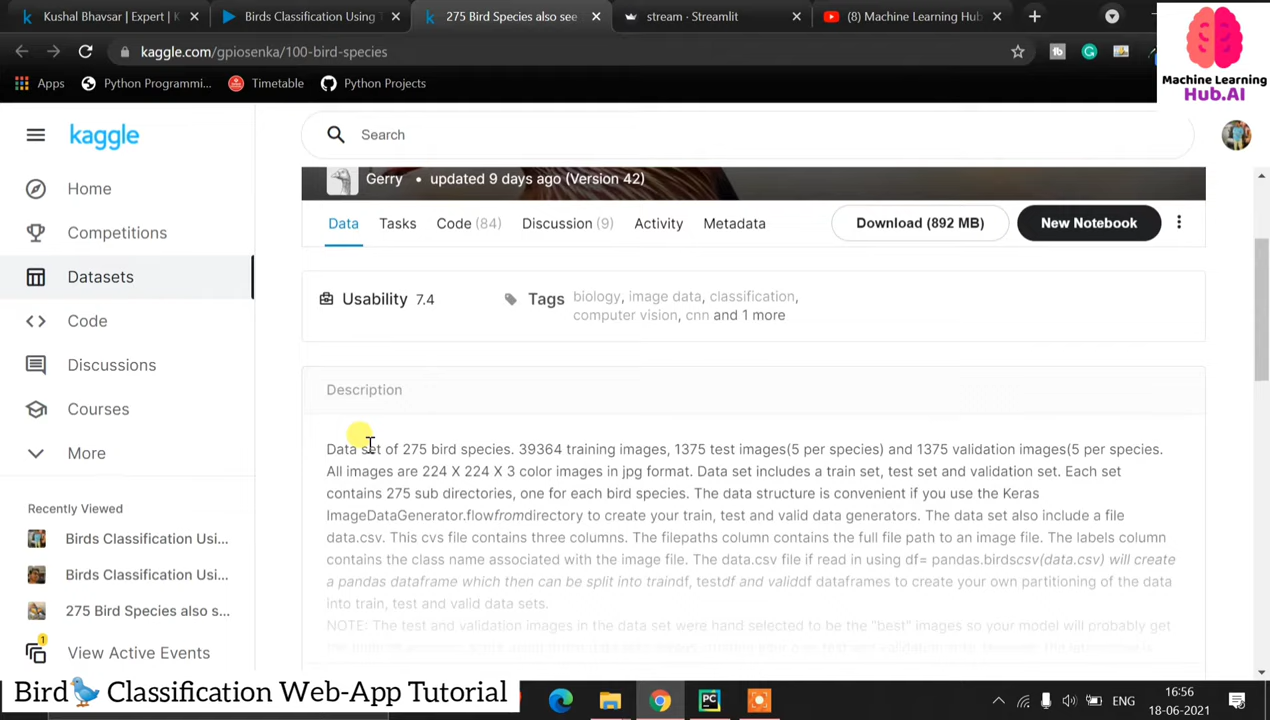 Kushal Bhavsar | Expert | K
Birds Classification Using T
275 Bird Species also see
stream · Streamlit
(8) Machine Learning Hub
kaggle.com/gpiosenka/100-bird-species
Apps
Python Programmi...
Timetable
Python Projects
Machine Learning
Hub.AI
kaggle
Search
Home
Competitions
Datasets
Code
Discussions
Courses
More
Recently Viewed
Birds Classification Usi...
Birds Classification Usi...
275 Bird Species also s...
View Active Events
1
Gerry • updated 9 days ago (Version 42)
Data
Tasks
Code (84)
Discussion (9)
Activity
Metadata
Download (892 MB)
New Notebook
Usability 7.4
Tags
biology, image data, classification,
computer vision, cnn and 1 more
Description
Data set of 275 bird species. 39364 training images, 1375 test images(5 per species) and 1375 validation images(5 per species.
All images are 224 X 224 X 3 color images in jpg format. Data set includes a train set, test set and validation set. Each set
contains 275 sub directories, one for each bird species. The data structure is convenient if you use the Keras
ImageDataGenerator.flowfromdirectory to create your train, test and valid data generators. The data set also include a file
data.csv. This cvs file contains three columns. The filepaths column contains the full file path to an image file. The labels column
contains the class name associated with the image file. The data.csv file if read in using df= pandas.birdscsv(data.csv) will create
a pandas dataframe which then can be split into traindf, testdf and validdf dataframes to create your own partitioning of the data
into train, test and valid data sets.
NOTE: The test and validation images in the data set were hand selected to be the "best" images so your model will probably get
Bird Classification Web-App Tutorial
ENG
16:56
18-06-2021